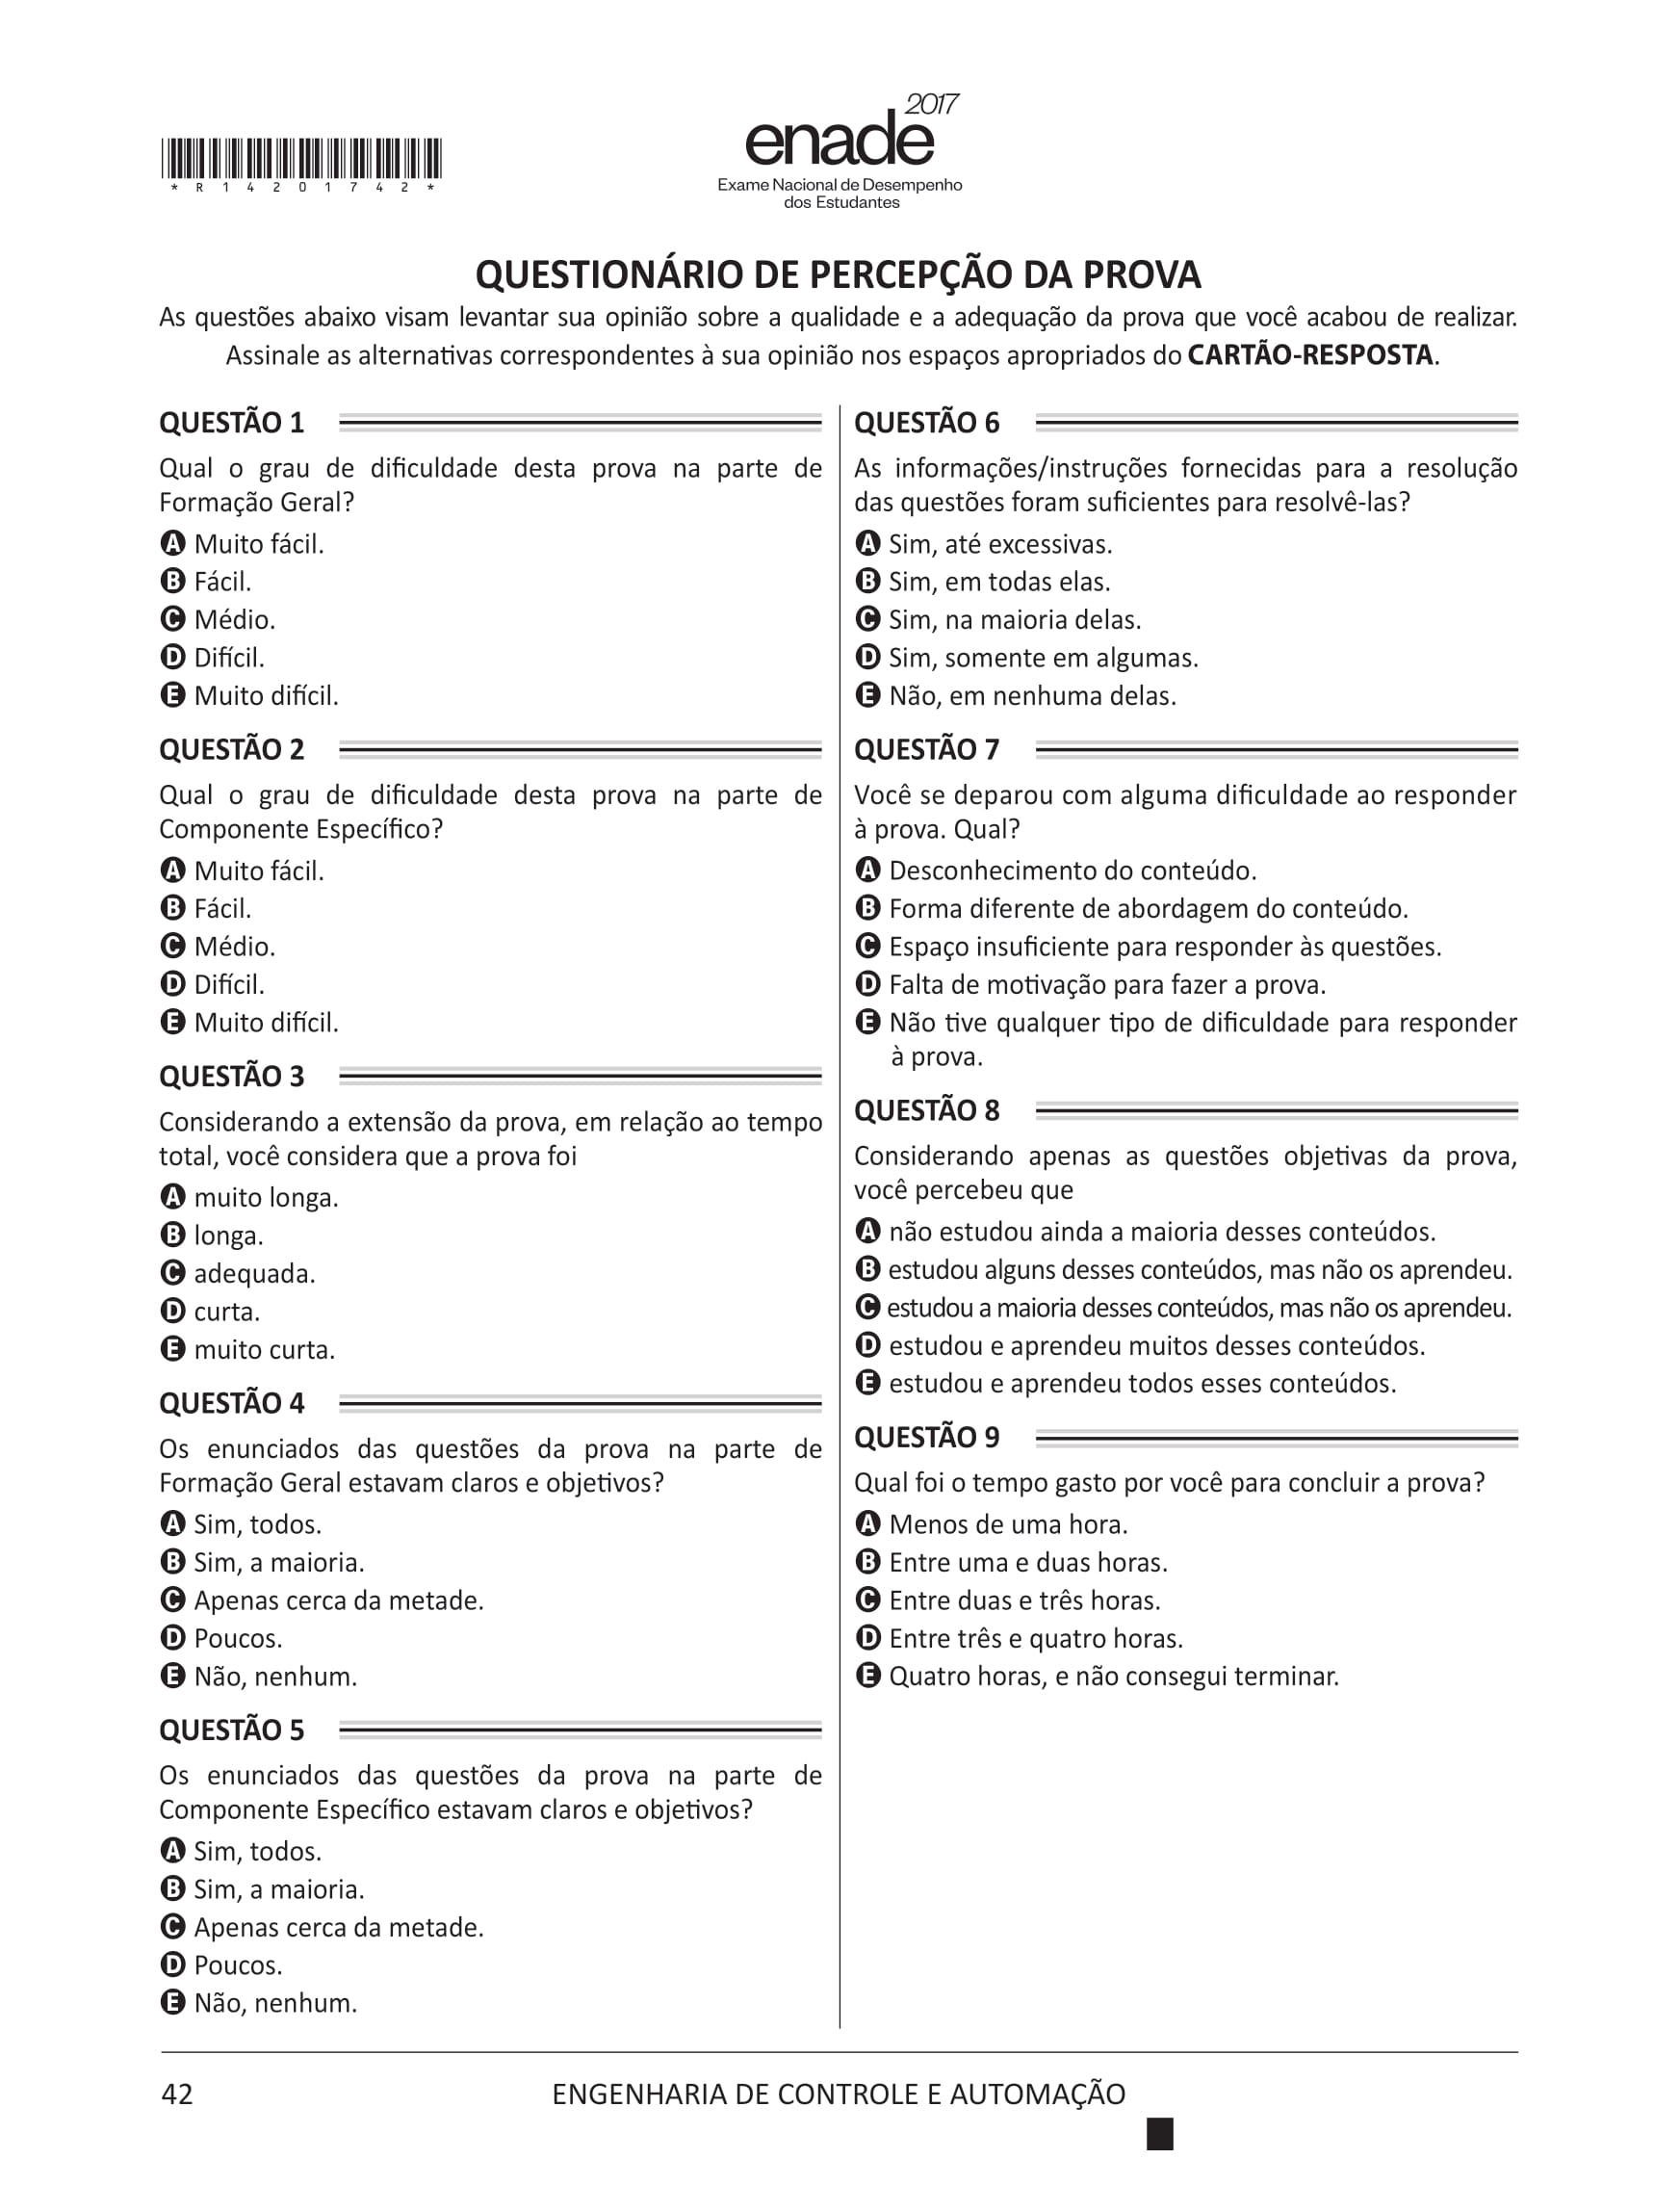 *R14201742*
enade 2017
Exame Nacional de Desempenho
dos Estudantes
QUESTIONÁRIO DE PERCEPÇÃO DA PROVA
As questões abaixo visam levantar sua opinião sobre a qualidade e a adequação da prova que você acabou de realizar.
Assinale as alternativas correspondentes à sua opinião nos espaços apropriados do CARTÃO-RESPOSTA.
QUESTÃO 1
Qual o grau de dificuldade desta prova na parte de
Formação Geral?
A Muito fácil.
B Fácil.
C Médio.
D Difícil.
E Muito difícil.
QUESTÃO 2
Qual o grau de dificuldade desta prova na parte de
Componente Específico?
A Muito fácil.
B Fácil.
C Médio.
D Difícil.
E Muito difícil.
QUESTÃO 3
Considerando a extensão da prova, em relação ao tempo
total, você considera que a prova foi
A muito longa.
B longa.
C adequada.
D curta.
E muito curta.
QUESTÃO 4
Os enunciados das questões da prova na parte de
Formação Geral estavam claros e objetivos?
A Sim, todos.
B Sim, a maioria.
C Apenas cerca da metade.
D Poucos.
E Não, nenhum.
QUESTÃO 5
Os enunciados das questões da prova na parte de
Componente Específico estavam claros e objetivos?
A Sim, todos.
B Sim, a maioria.
C Apenas cerca da metade.
D Poucos.
E Não, nenhum.
QUESTÃO 6
As informações/instruções fornecidas para a resolução
das questões foram suficientes para resolvê-las?
A Sim, até excessivas.
B Sim, em todas elas.
C Sim, na maioria delas.
D Sim, somente em algumas.
E Não, em nenhuma delas.
QUESTÃO 7
Você se deparou com alguma dificuldade ao responder
à prova. Qual?
A Desconhecimento do conteúdo.
B Forma diferente de abordagem do conteúdo.
C Espaço insuficiente para responder às questões.
D Falta de motivação para fazer a prova.
E Não tive qualquer tipo de dificuldade para responder
à prova.
QUESTÃO 8
Considerando apenas as questões objetivas da prova,
você percebeu que
A não estudou ainda a maioria desses conteúdos.
B estudou alguns desses conteúdos, mas não os aprendeu.
C estudou a maioria desses conteúdos, mas não os aprendeu.
D estudou e aprendeu muitos desses conteúdos.
E estudou e aprendeu todos esses conteúdos.
QUESTÃO 9
Qual foi o tempo gasto por você para concluir a prova?
A Menos de uma hora.
B Entre uma e duas horas.
C Entre duas e três horas.
D Entre três e quatro horas.
E Quatro horas, e não consegui terminar.
42
ENGENHARIA DE CONTROLE E AUTOMAÇÃO